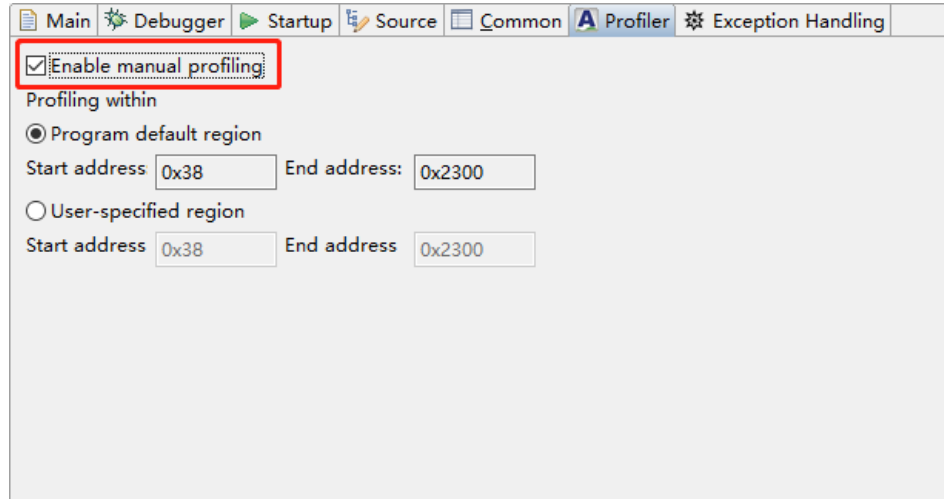 Main Debugger Startup Source Common Profiler Exception Handling
Enable manual profiling
Profiling within
Program default region
Start address 0x38 End address: 0x2300
User-specified region
Start address 0x38 End address 0x2300